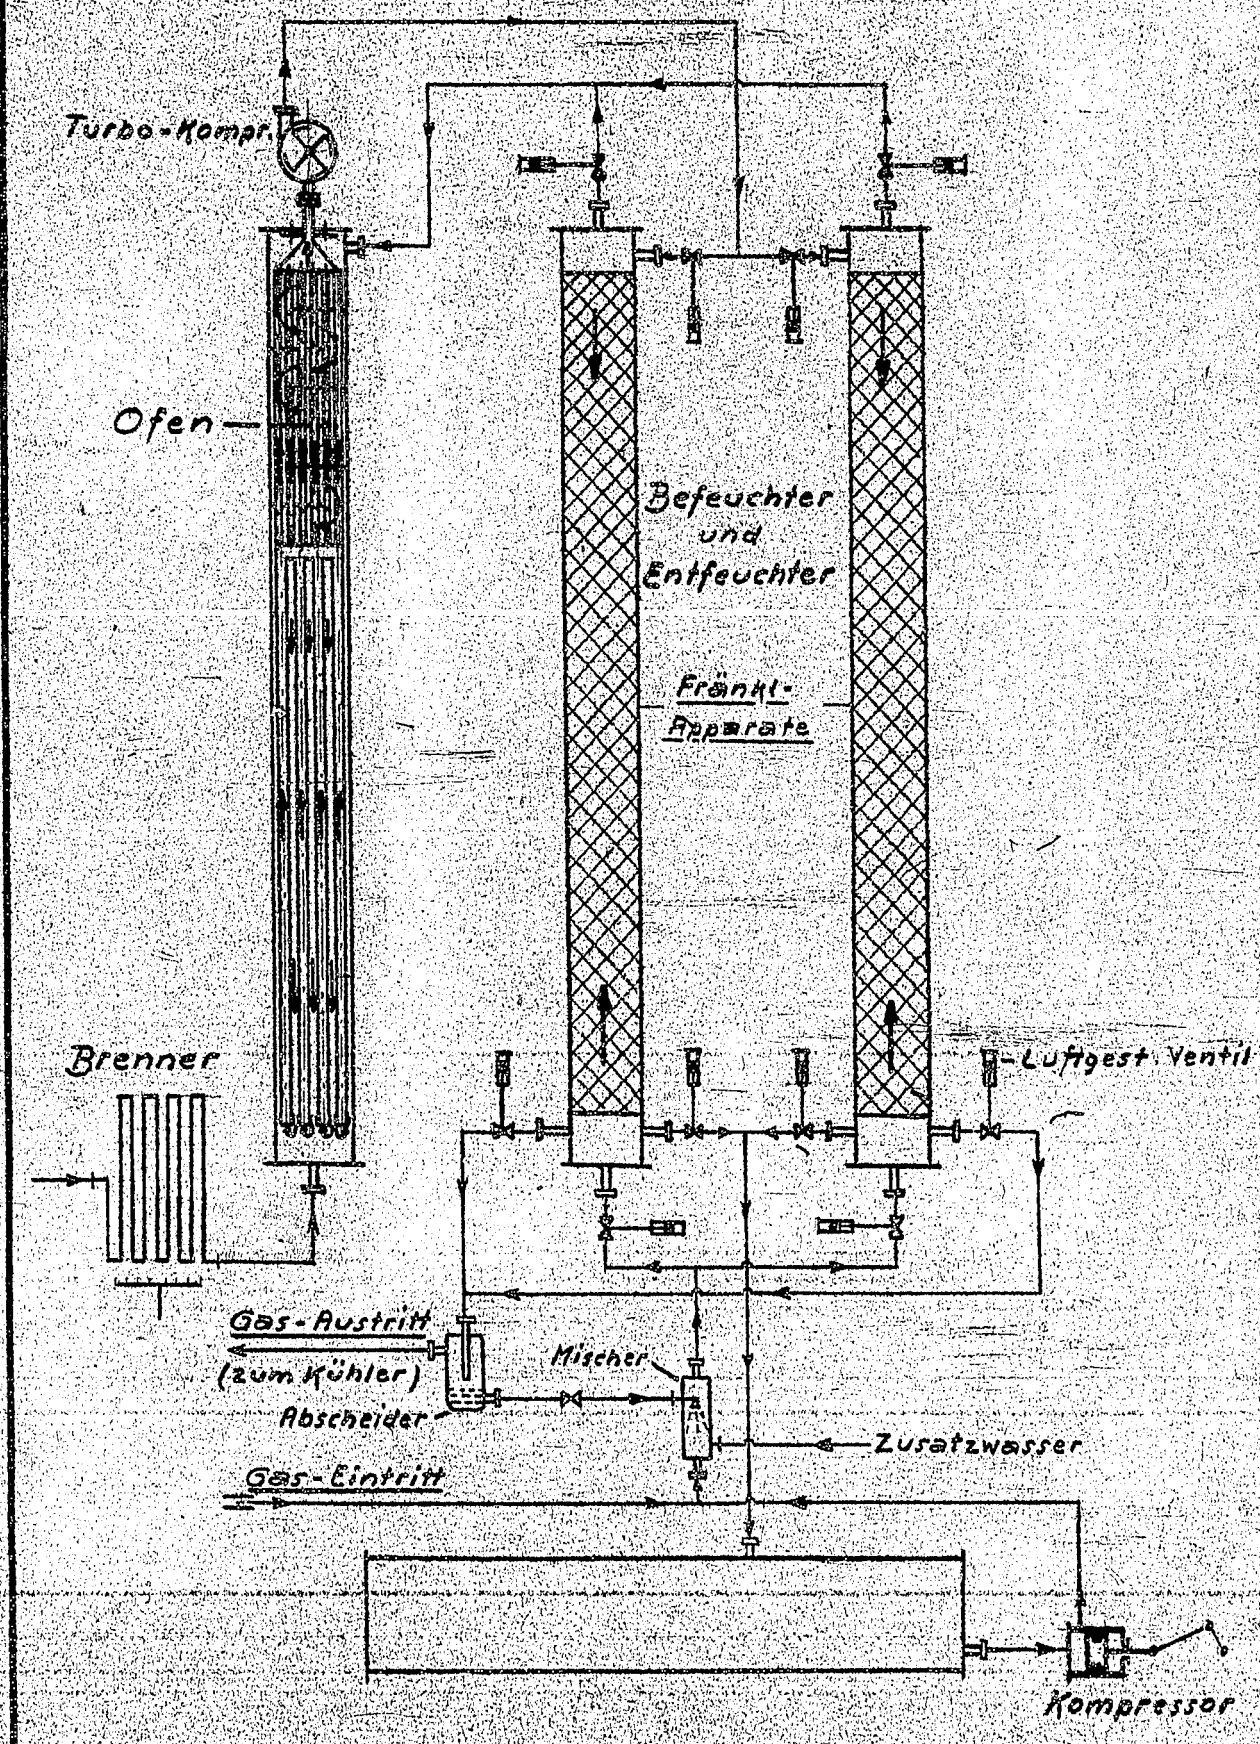 Turbo-Kompr.
Ofen
Befeuchter
und
Entfeuchter
Fränkl-
Apparate
Brenner
Luftgest. Ventil
Gas-Austritt
(zum Kühler)
Abscheider
Mischer
Zusatzwasser
Gas-Eintritt
Kompressor